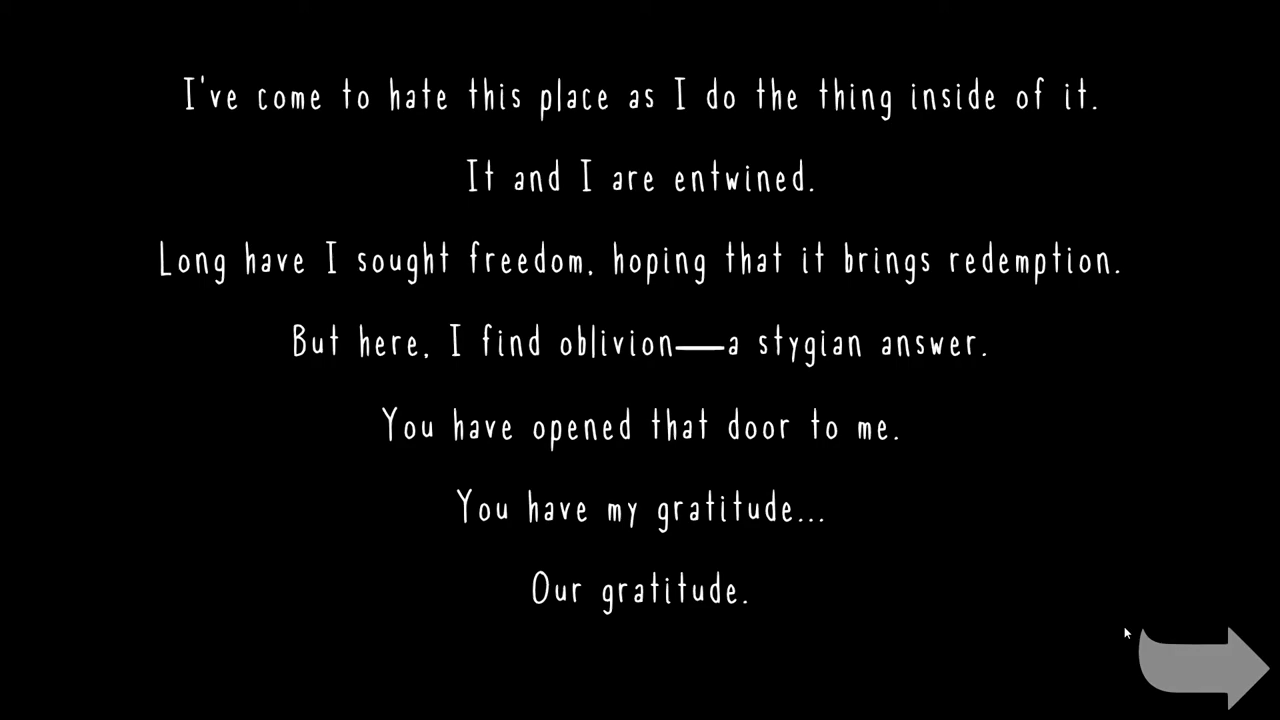 I've come to hate this place as I do the thing inside of it.
It and I are entwined.
Long have I sought freedom, hoping that it brings redemption.
But here, I find oblivion—a stygian answer.
You have opened that door to me.
You have my gratitude...
Our gratitude.